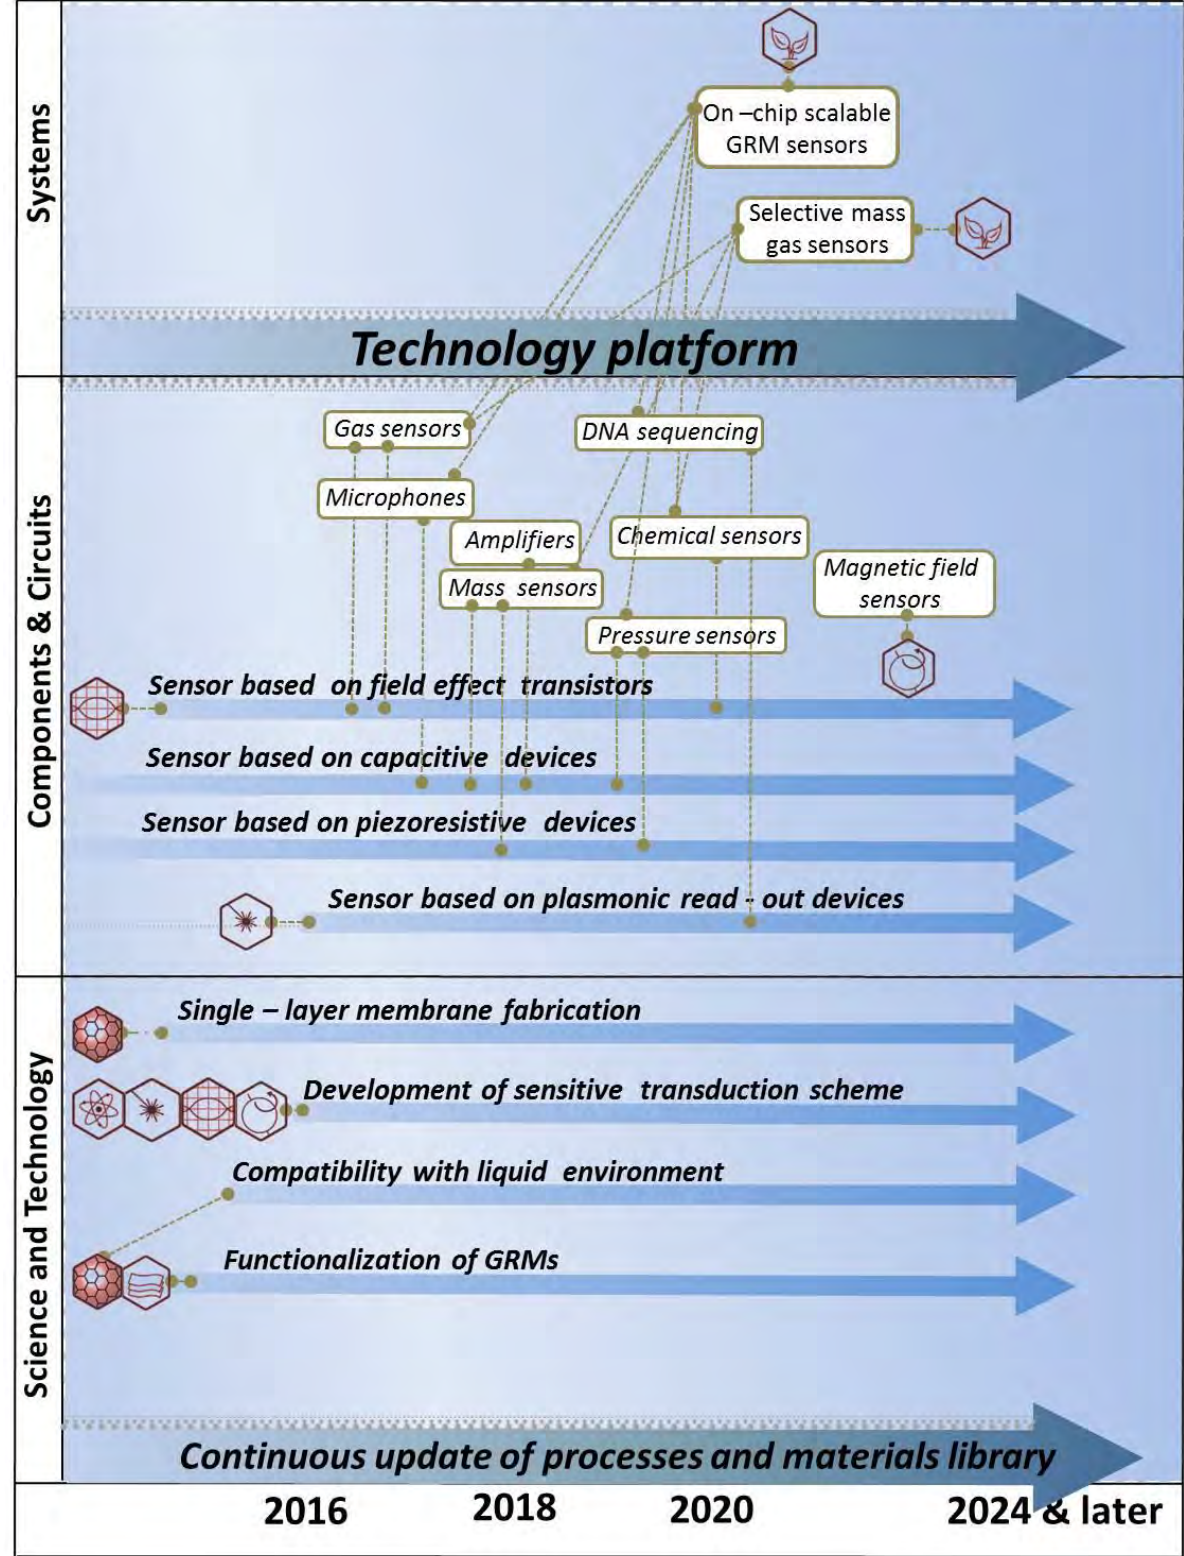 Systems
On –chip scalable
GRM sensors
Selective mass
gas sensors
Technology platform
Components & Circuits
Gas sensors
DNA sequencing
Microphones
Amplifiers
Chemical sensors
Mass sensors
Magnetic field
sensors
Pressure sensors
Sensor based on field effect transistors
Sensor based on capacitive devices
Sensor based on piezoresistive devices
Sensor based on plasmonic read - out devices
Science and Technology
Single – layer membrane fabrication
Development of sensitive transduction scheme
Compatibility with liquid environment
Functionalization of GRMs
Continuous update of processes and materials library
2016 2018 2020 2024 & later